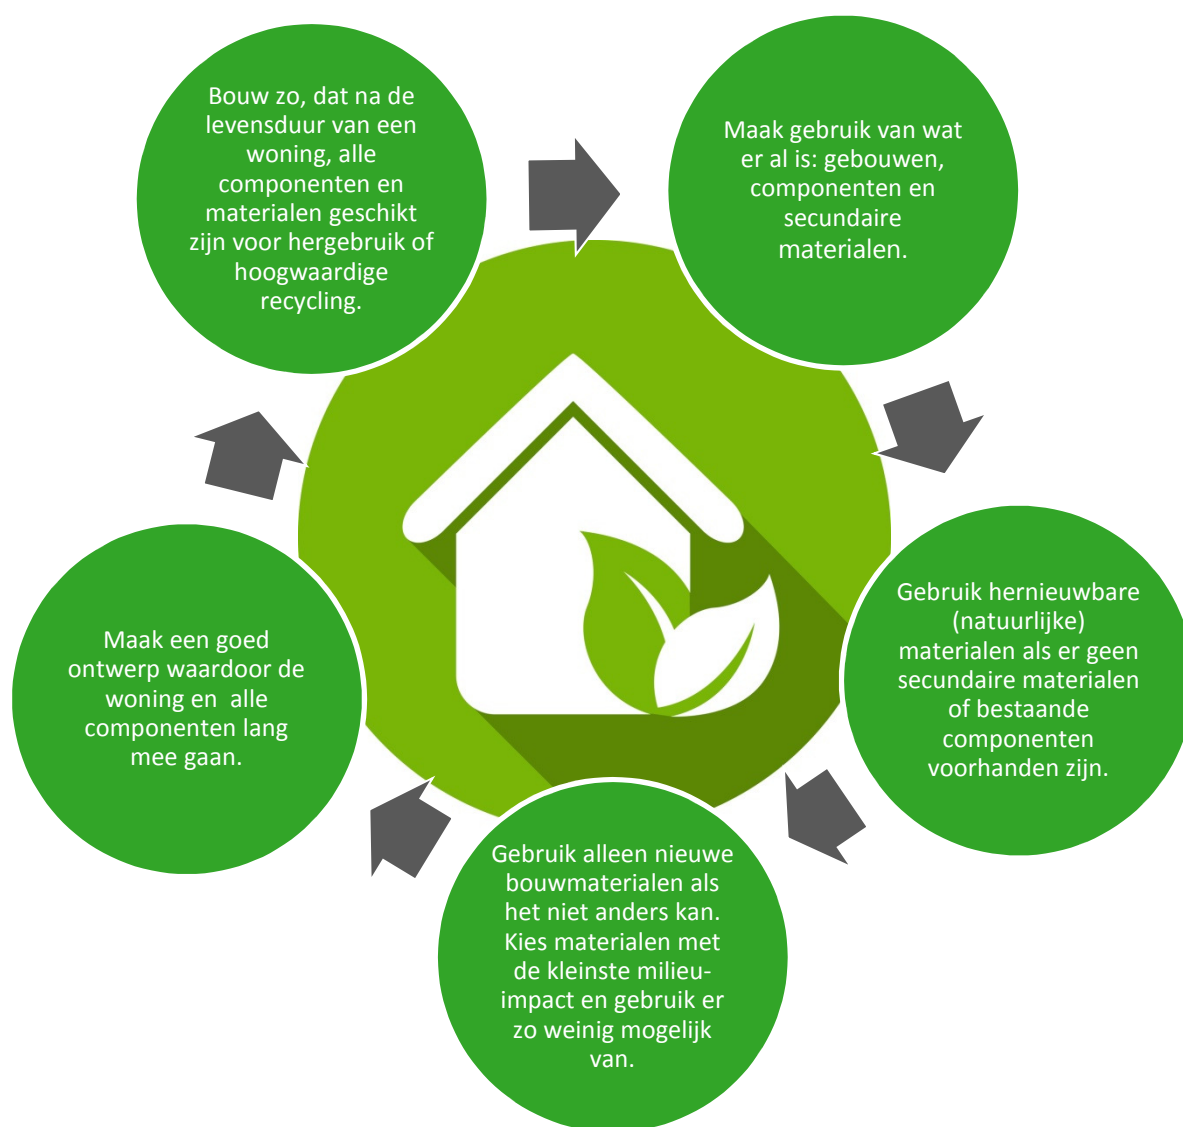 Bouw zo, dat na de
levensduur van een
woning, alle
componenten en
materialen geschikt
zijn voor hergebruik of
hoogwaardige
recycling.
Maak gebruik van wat
er al is: gebouwen,
componenten en
secundaire
materialen.
Gebruik hernieuwbare
(natuurlijke)
materialen als er geen
secundaire materialen
of bestaande
componenten
voorhanden zijn.
Gebruik alleen nieuwe
bouwmaterialen als
het niet anders kan.
Kies materialen met
de kleinste milieu-
impact en gebruik er
zo weinig mogelijk
van.
Maak een goed
ontwerp waardoor de
woning en  alle
componenten lang
mee gaan.